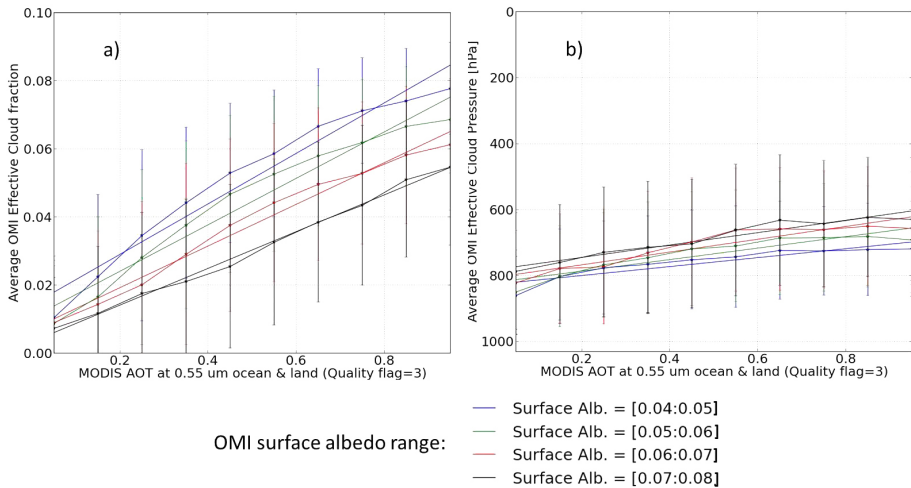 a)
0.10
0.08
0.06
0.04
0.02
0.00
Average OMI Effective Cloud fraction
0.2
0.4
0.6
0.8
MODIS AOT at 0.55 um ocean & land (Quality flag=3)
b)
0
200
400
600
800
1000
Average OMI Effective Cloud Pressure [hPa]
0.2
0.4
0.6
0.8
MODIS AOT at 0.55 um ocean & land (Quality flag=3)
OMI surface albedo range:
Surface Alb. = [0.04:0.05]
Surface Alb. = [0.05:0.06]
Surface Alb. = [0.06:0.07]
Surface Alb. = [0.07:0.08]